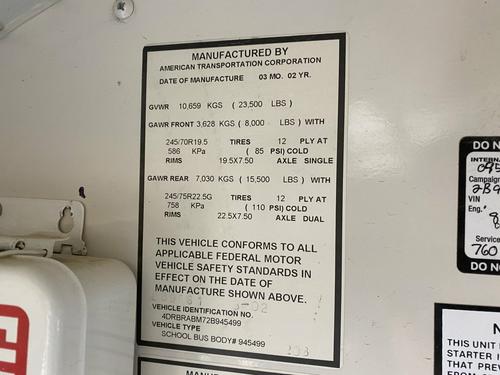 MANUFACTURED BY
AMERICAN TRANSPORTATION CORPORATION
DATE OF MANUFACTURE 03 MO. 02 YR.
GVWR 10,659 KGS ( 23,500 LBS )
GAWR FRONT 3,628 KGS ( 8,000 LBS ) WITH
245/70R19.5 TIRES 12 PLY AT
586 KPa ( 85 PSI) COLD
RIMS 19.5X7.50 AXLE SINGLE
GAWR REAR 7,030 KGS ( 15,500 LBS ) WITH
245/75R22.5G TIRES 12 PLY AT
758 KPa ( 110 PSI) COLD
RIMS 22.5X7.50 AXLE DUAL
THIS VEHICLE CONFORMS TO ALL
APPLICABLE FEDERAL MOTOR
VEHICLE SAFETY STANDARDS IN
EFFECT ON THE DATE OF
MANUFACTURE SHOWN ABOVE.
VEHICLE IDENTIFICATION NO.
4DRBRABM72B945499
VEHICLE TYPE
SCHOOL BUS BODY# 945499
DO N
INTERN
Campaign
VIN
Eng.
Service
760
DO NO
THIS UNIT
STARTER I
THAT PRE